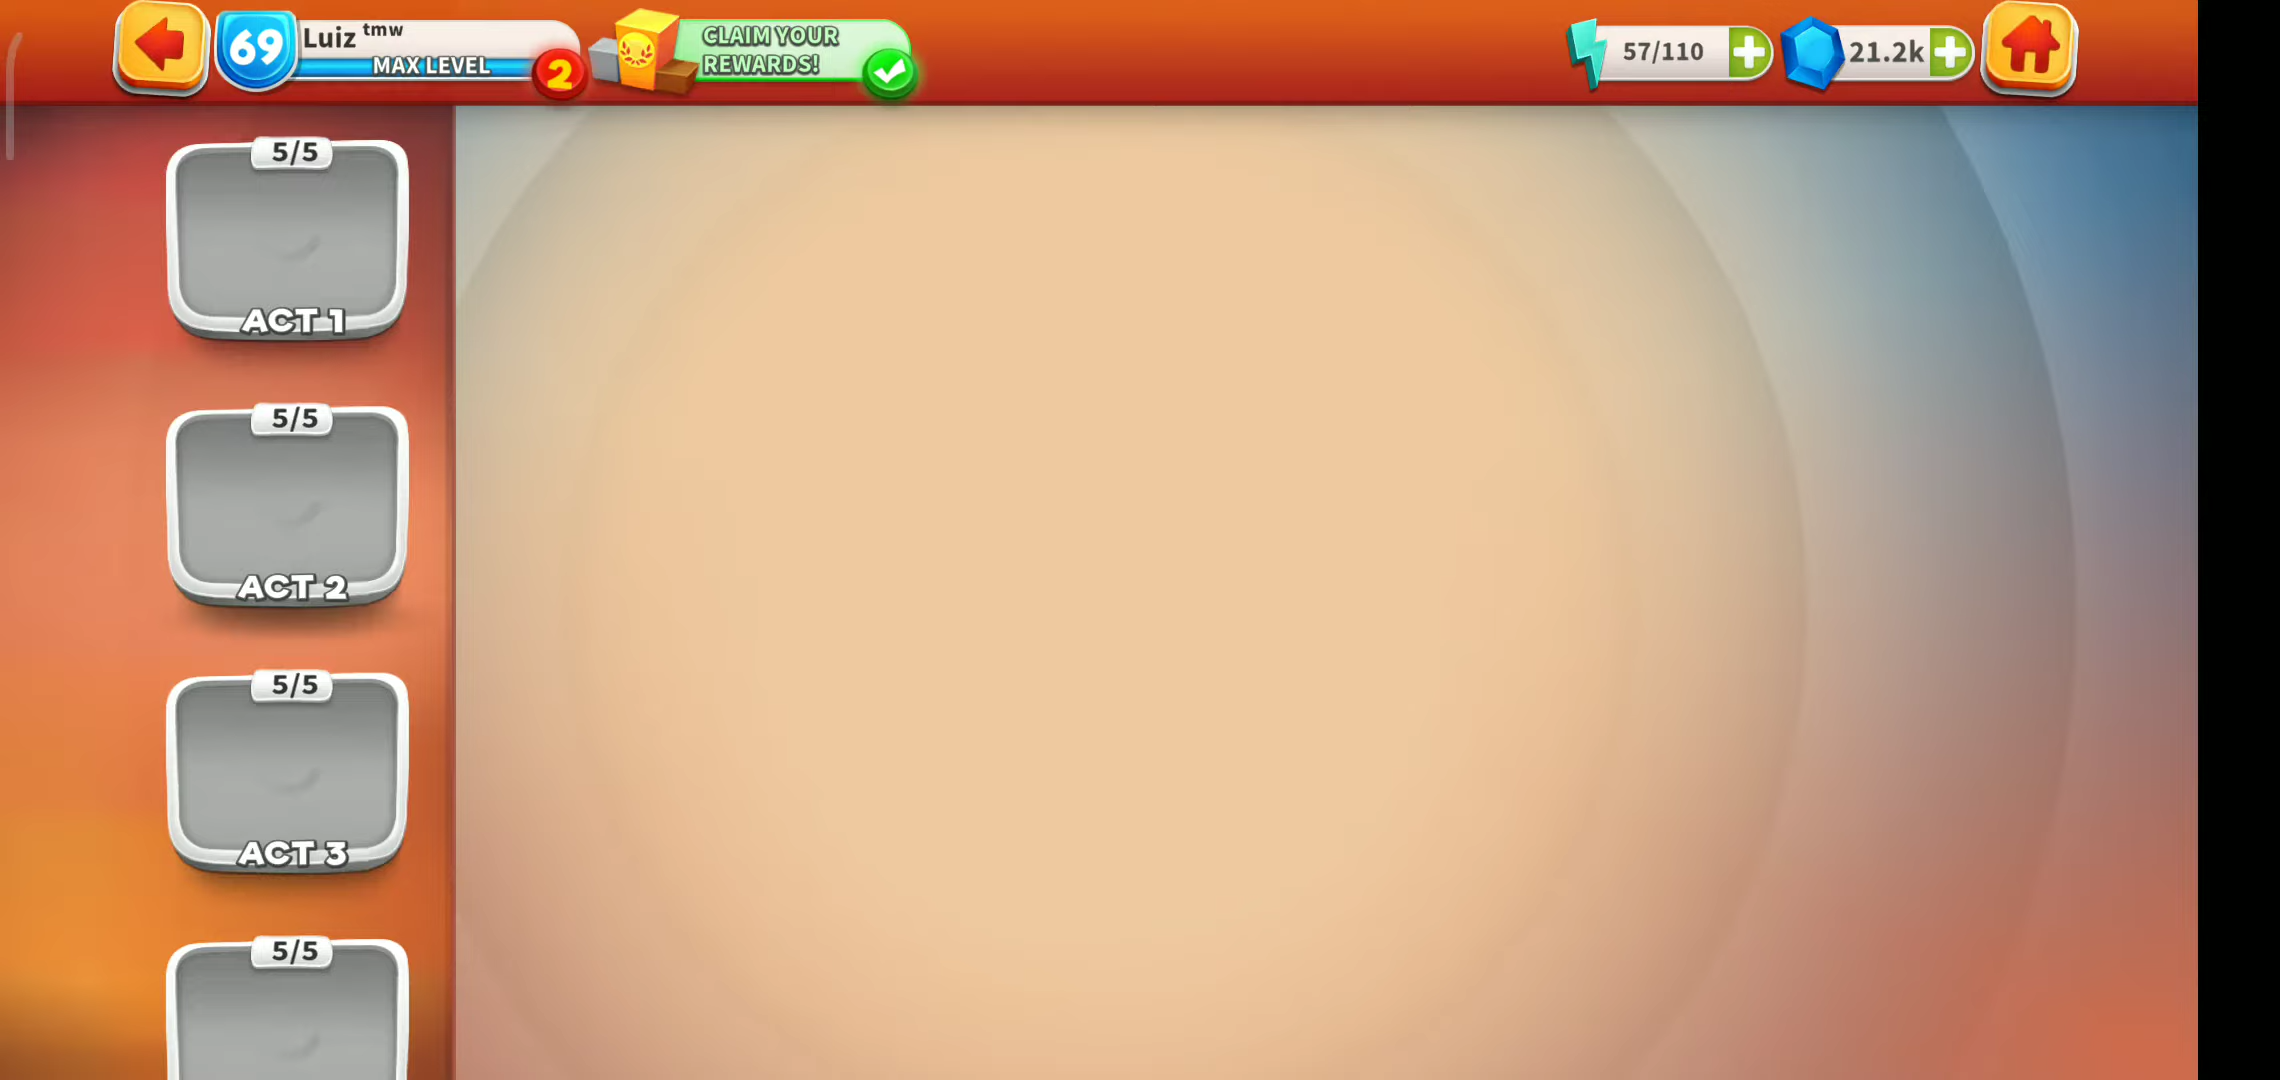 69
Luiz tmw
MAX LEVEL
2
CLAIM YOUR
REWARDS!
57/110
21.2k
5/5
ACT 1
5/5
ACT 2
5/5
ACT 3
5/5